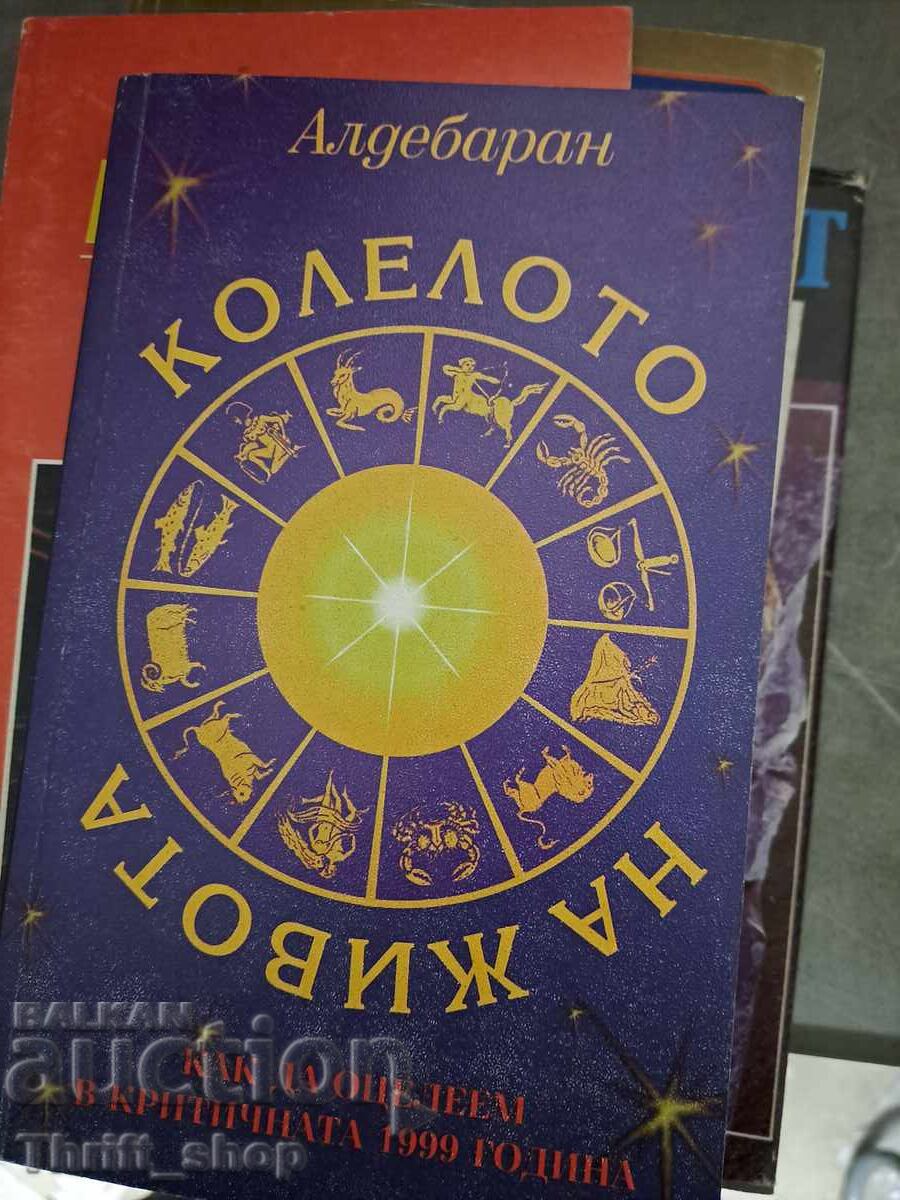 Алдебаран
КОЛЕЛОТО
НА ЖИВОТА
КАК ДА ОЦЕЛЕЕМ
В КРИТИЧНАТА 1999 ГОДИНА
BALKAN
auction
Thrift_shop
Т